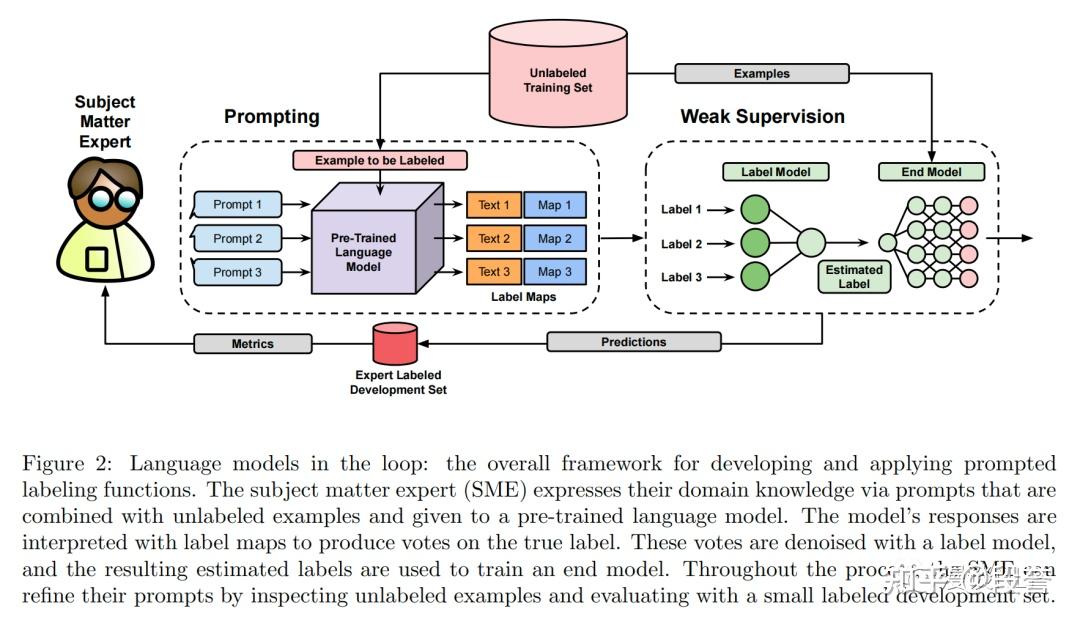 Unlabeled
Training Set
Examples
Subject
Matter
Expert
Prompting
Weak Supervision
Example to be Labeled
Prompt 1
Prompt 2
Prompt 3
Pre-Trained
Language
Model
Text 1 Map 1
Text 2 Map 2
Text 3 Map 3
Label Maps
Label Model
End Model
Label 1
Label 2
Label 3
Estimated
Label
Metrics
Predictions
Expert Labeled
Development Set
Figure 2: Language models in the loop: the overall framework for developing and applying prompted
labeling functions. The subject matter expert (SME) expresses their domain knowledge via prompts that are
combined with unlabeled examples and given to a pre-trained language model. The model's responses are
interpreted with label maps to produce votes on the true label. These votes are denoised with a label model,
and the resulting estimated labels are used to train an end model. Throughout the process the SME can
refine their prompts by inspecting unlabeled examples and evaluating with a small labeled development set.